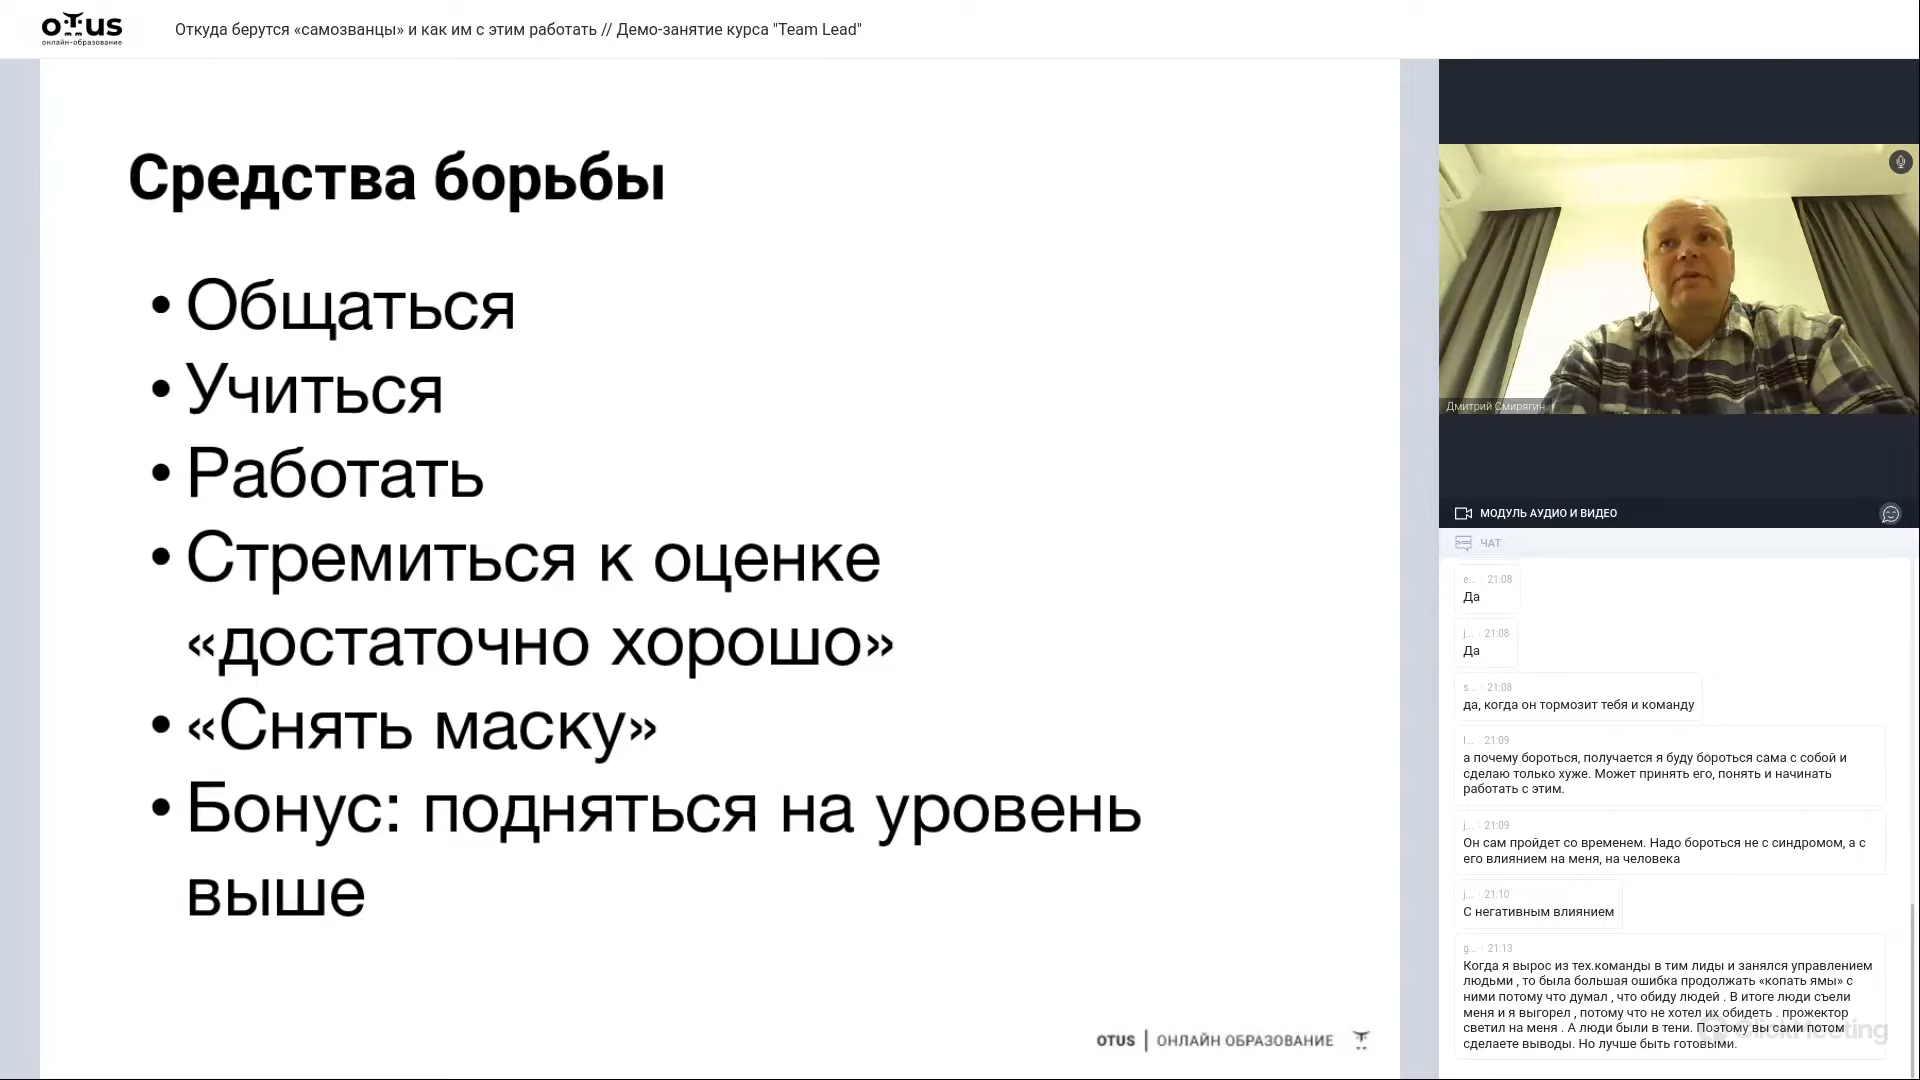 отus
онлайн-образование
Откуда берутся «самозванцы» и как им с этим работать // Демо-занятие курса "Team Lead"
Средства борьбы
• Общаться
• Учиться
• Работать
• Стремиться к оценке
«достаточно хорошо»
• «Снять маску»
• Бонус: подняться на уровень
выше
OTUS | ОНЛАЙН ОБРАЗОВАНИЕ
Дмитрий Смирягин
МОДУЛЬ АУДИО И ВИДЕО
ЧАТ
e... 21:08
Да
j... 21:08
Да
s... 21:08
да, когда он тормозит тебя и команду
l... 21:09
а почему бороться, получается я буду бороться сама с собой и
сделаю только хуже. Может принять его, понять и начинать
работать с этим.
j... 21:09
Он сам пройдет со временем. Надо бороться не с синдромом, а с
его влиянием на меня, на человека
j... 21:10
С негативным влиянием
g... 21:13
Когда я вырос из тех.команды в тим лиды и занялся управлением
людьми , то была большая ошибка продолжать «копать ямы» с
ними потому что думал , что обиду людей . В итоге люди съели
меня и я выгорел , потому что не хотел их обидеть . прожектор
светил на меня . А люди были в тени. Поэтому вы сами потом
сделаете выводы. Но лучше быть готовыми.
ClickMeeting